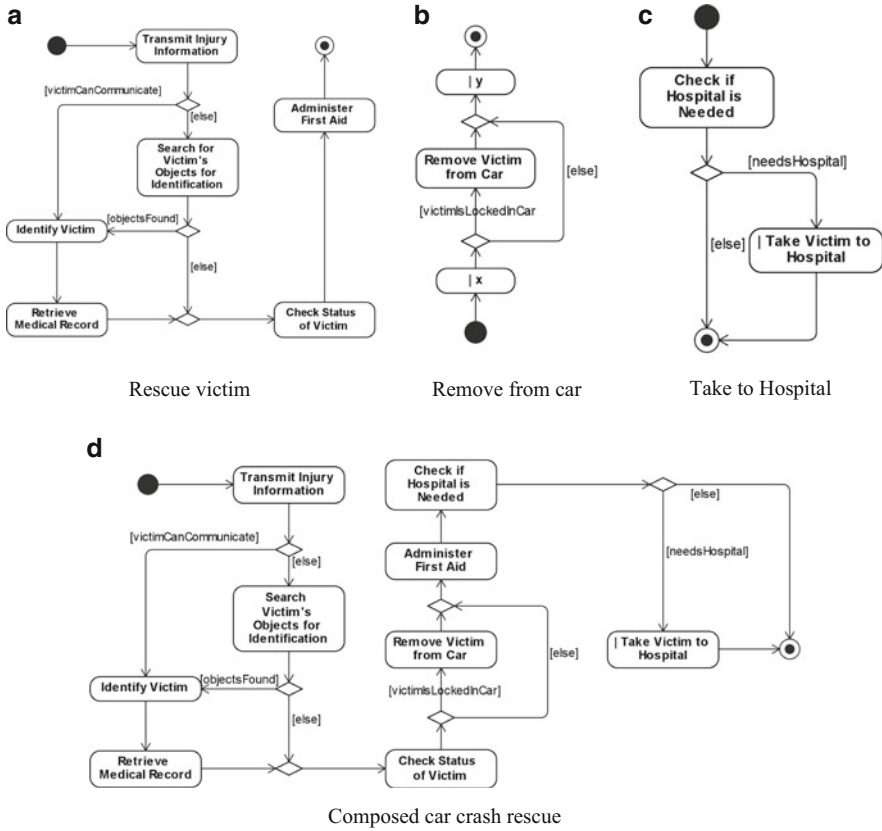 a
Transmit Injury
Information
[victimCanCommunicate]
[else]
Search for
Victim's
Objects for
Identification
[objectsFound]
Identify Victim
[else]
Retrieve
Medical Record
Administer
First Aid
Check Status
of Victim
Rescue victim
b
| y
Remove Victim
from Car
[else]
[victimIsLockedInCar
| x
Remove from car
c
Check if
Hospital is
Needed
[needsHospital]
[else]
| Take Victim to
Hospital
Take to Hospital
d
Transmit Injury
Information
[victimCanCommunicate]
[else]
Search
Victim's
Objects for
Identification
[objectsFound]
Identify Victim
[else]
Retrieve
Medical Record
Check if
Hospital is
Needed
Administer
First Aid
Remove Victim
from Car
[else]
[victimIsLockedInCar]
Check Status
of Victim
[else]
[needsHospital]
| Take Victim to
Hospital
Composed car crash rescue